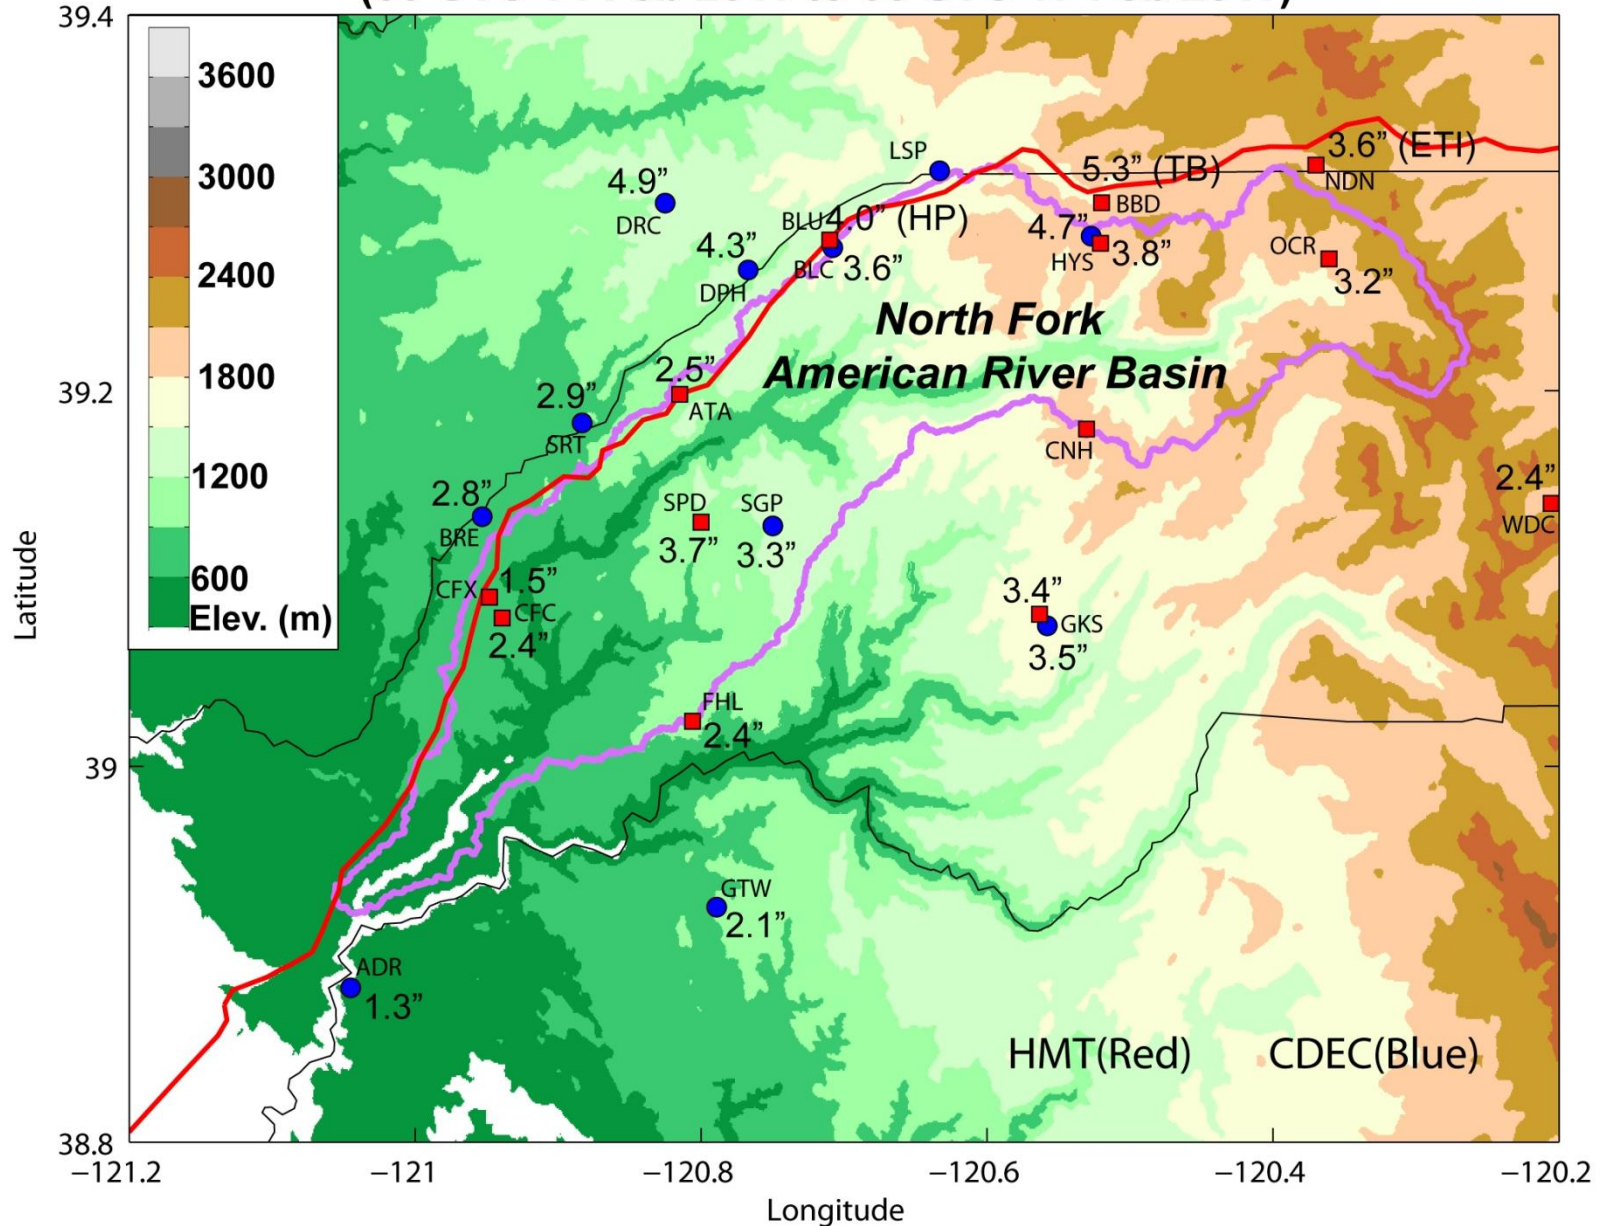 39.4
3600
3000
2400
1800
1200
600
Elev. (m)
LSP
5.3” (TB)
3.6” (ETI)
NDN
4.9”
DRC
BLU
4.0” (HP)
BBD
4.3”
4.7”
OCR
DPH
BLC
3.6”
HYS
3.8”
3.2”
North Fork
American River Basin
39.2
2.9”
2.5”
ATA
SRT
CNH
2.8”
BRE
SPD
SGP
3.7”
3.3”
2.4”
WDC
CFX
1.5”
CFC
2.4”
3.4”
GKS
3.5”
Latitude
FHL
2.4”
39
GTW
2.1”
ADR
1.3”
HMT(Red)
CDEC(Blue)
38.8
−121.2
−121
−120.8
−120.6
−120.4
−120.2
Longitude